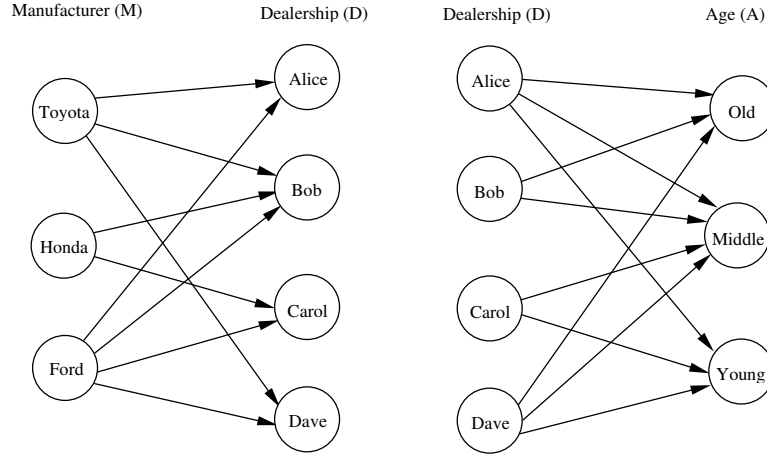 Manufacturer (M)
Dealership (D)
Toyota
Honda
Ford
Alice
Bob
Carol
Dave
Dealership (D)
Age (A)
Alice
Bob
Carol
Dave
Old
Middle
Young